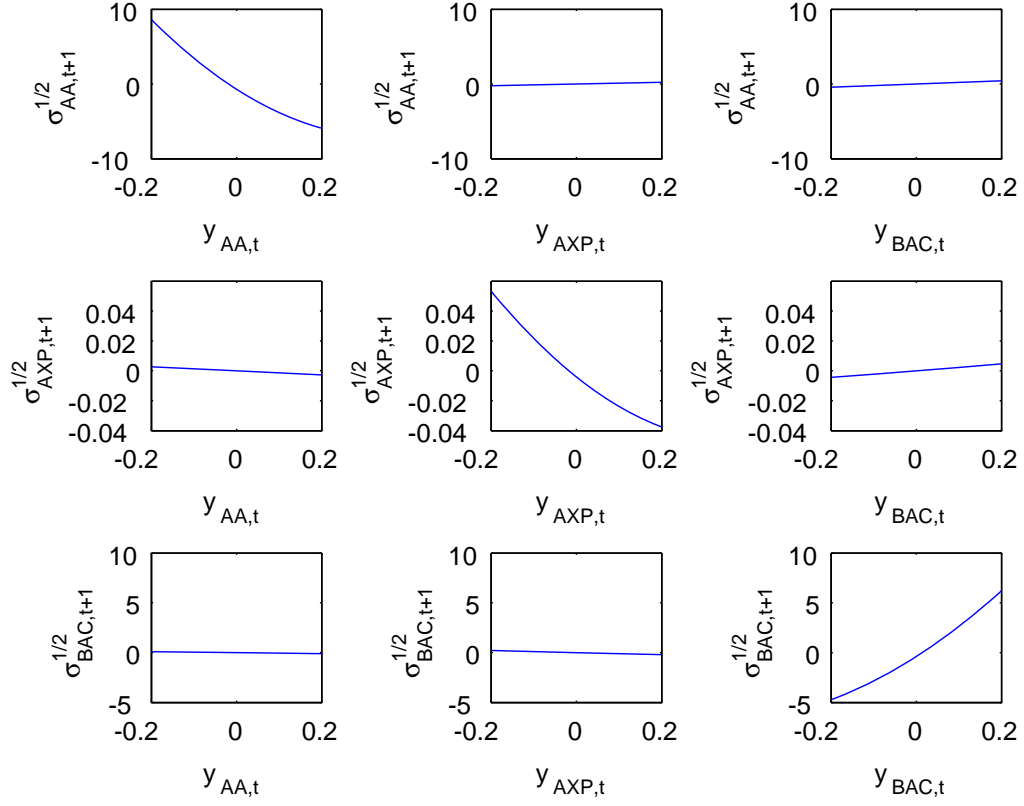 10
0
-10
-0.2 0 0.2
σ^{1/2}_{AA,t+1}
y_{AA,t}
10
0
-10
-0.2 0 0.2
σ^{1/2}_{AA,t+1}
y_{AXP,t}
10
0
-10
-0.2 0 0.2
σ^{1/2}_{AA,t+1}
y_{BAC,t}
0.04
0.02
0
-0.02
-0.04
-0.2 0 0.2
σ^{1/2}_{AXP,t+1}
y_{AA,t}
0.04
0.02
0
-0.02
-0.04
-0.2 0 0.2
σ^{1/2}_{AXP,t+1}
y_{AXP,t}
0.04
0.02
0
-0.02
-0.04
-0.2 0 0.2
σ^{1/2}_{AXP,t+1}
y_{BAC,t}
10
5
0
-5
-0.2 0 0.2
σ^{1/2}_{BAC,t+1}
y_{AA,t}
10
5
0
-5
-0.2 0 0.2
σ^{1/2}_{BAC,t+1}
y_{AXP,t}
10
5
0
-5
-0.2 0 0.2
σ^{1/2}_{BAC,t+1}
y_{BAC,t}